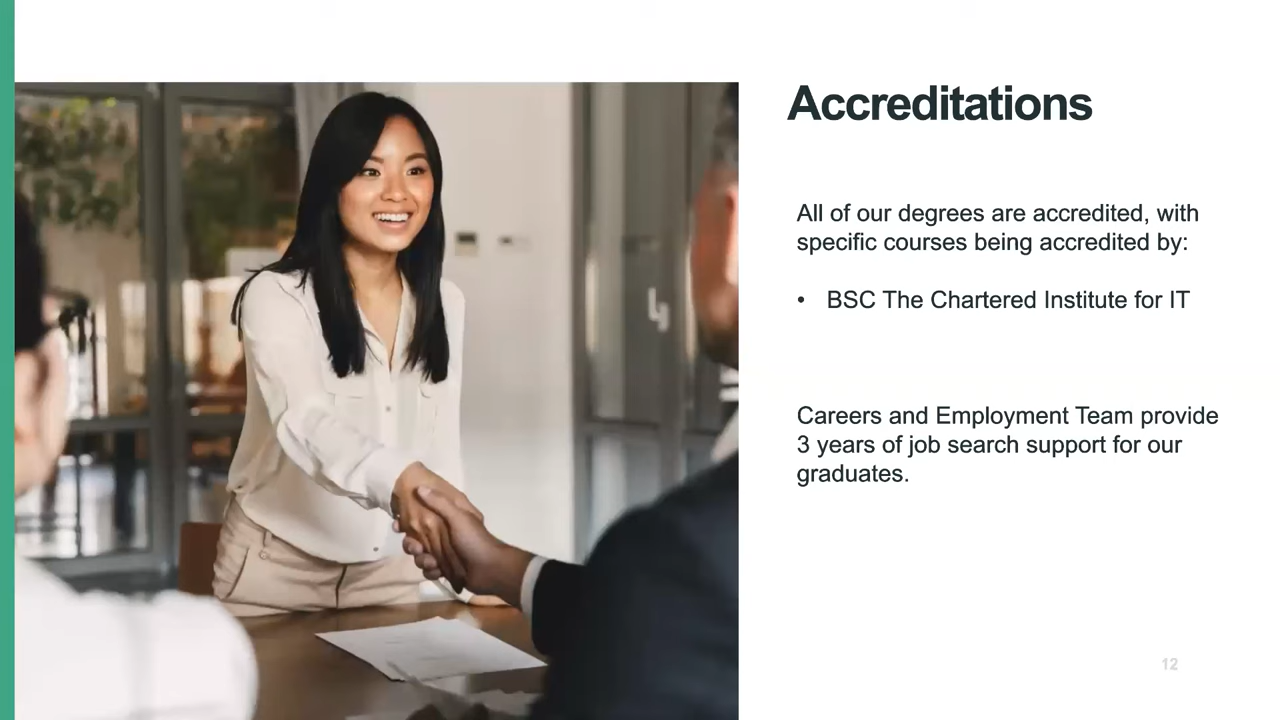 Accreditations
All of our degrees are accredited, with
specific courses being accredited by:
• BSC The Chartered Institute for IT
Careers and Employment Team provide
3 years of job search support for our
graduates.
12